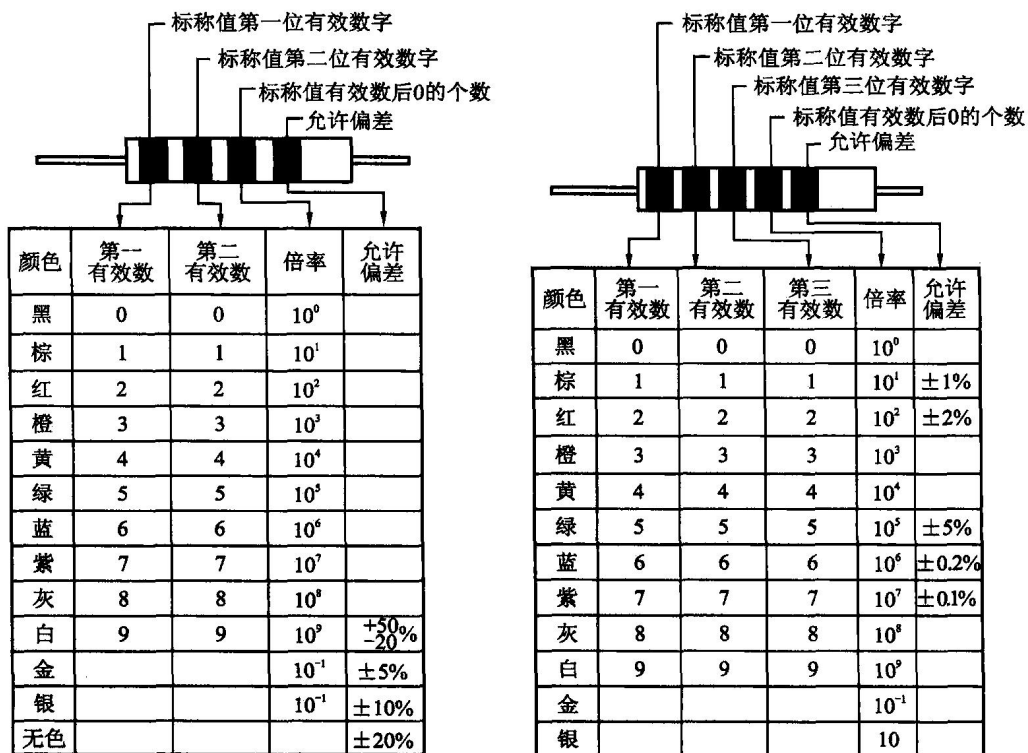 标称值第一位有效数字
标称值第二位有效数字
标称值有效数后0的个数
允许偏差
颜色 第一有效数 第二有效数 倍率 允许偏差
黑 0 0 10⁰
棕 1 1 10¹
红 2 2 10²
橙 3 3 10³
黄 4 4 10⁴
绿 5 5 10⁵
蓝 6 6 10⁶
紫 7 7 10⁷
灰 8 8 10⁸
白 9 9 10⁹ +50 -20 %
金 10⁻¹ ±5%
银 10⁻¹ ±10%
无色 ±20%
标称值第一位有效数字
标称值第二位有效数字
标称值第三位有效数字
标称值有效数后0的个数
允许偏差
颜色 第一有效数 第二有效数 第三有效数 倍率 允许偏差
黑 0 0 0 10⁰
棕 1 1 1 10¹ ±1%
红 2 2 2 10² ±2%
橙 3 3 3 10³
黄 4 4 4 10⁴
绿 5 5 5 10⁵ ±5%
蓝 6 6 6 10⁶ ±0.2%
紫 7 7 7 10⁷ ±0.1%
灰 8 8 8 10⁸
白 9 9 9 10⁹
金 10⁻¹
银 10